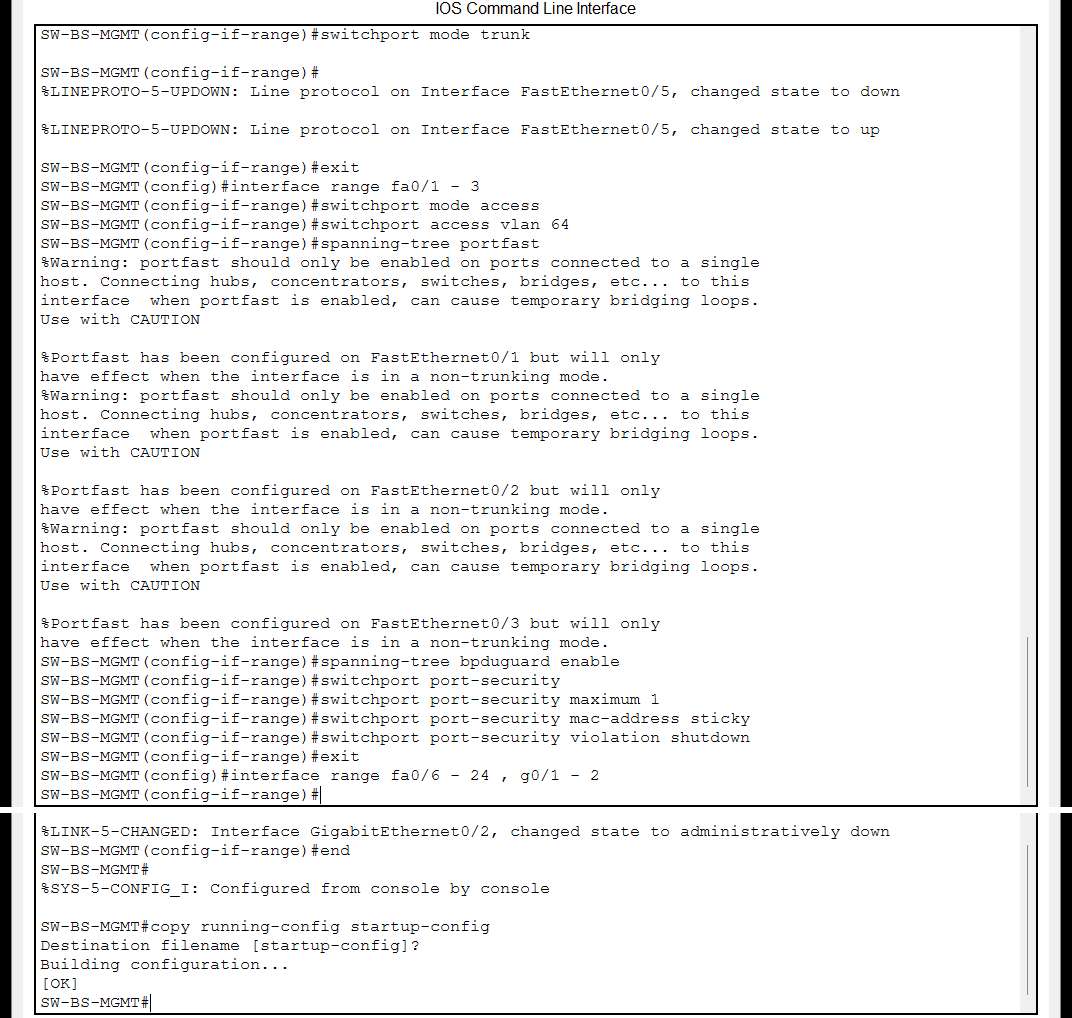 IOS Command Line Interface
SW-BS-MGMT(config-if-range)#switchport mode trunk
SW-BS-MGMT(config-if-range)#
%LINEPROTO-5-UPDOWN: Line protocol on Interface FastEthernet0/5, changed state to down
%LINEPROTO-5-UPDOWN: Line protocol on Interface FastEthernet0/5, changed state to up
SW-BS-MGMT(config-if-range)#exit
SW-BS-MGMT(config)#interface range fa0/1 - 3
SW-BS-MGMT(config-if-range)#switchport mode access
SW-BS-MGMT(config-if-range)#switchport access vlan 64
SW-BS-MGMT(config-if-range)#spanning-tree portfast
%Warning: portfast should only be enabled on ports connected to a single
host. Connecting hubs, concentrators, switches, bridges, etc... to this
interface  when portfast is enabled, can cause temporary bridging loops.
Use with CAUTION
%Portfast has been configured on FastEthernet0/1 but will only
have effect when the interface is in a non-trunking mode.
%Warning: portfast should only be enabled on ports connected to a single
host. Connecting hubs, concentrators, switches, bridges, etc... to this
interface  when portfast is enabled, can cause temporary bridging loops.
Use with CAUTION
%Portfast has been configured on FastEthernet0/2 but will only
have effect when the interface is in a non-trunking mode.
%Warning: portfast should only be enabled on ports connected to a single
host. Connecting hubs, concentrators, switches, bridges, etc... to this
interface  when portfast is enabled, can cause temporary bridging loops.
Use with CAUTION
%Portfast has been configured on FastEthernet0/3 but will only
have effect when the interface is in a non-trunking mode.
SW-BS-MGMT(config-if-range)#spanning-tree bpduguard enable
SW-BS-MGMT(config-if-range)#switchport port-security
SW-BS-MGMT(config-if-range)#switchport port-security maximum 1
SW-BS-MGMT(config-if-range)#switchport port-security mac-address sticky
SW-BS-MGMT(config-if-range)#switchport port-security violation shutdown
SW-BS-MGMT(config-if-range)#exit
SW-BS-MGMT(config)#interface range fa0/6 - 24 , g0/1 - 2
SW-BS-MGMT(config-if-range)#
%LINK-5-CHANGED: Interface GigabitEthernet0/2, changed state to administratively down
SW-BS-MGMT(config-if-range)#end
SW-BS-MGMT#
%SYS-5-CONFIG_I: Configured from console by console
SW-BS-MGMT#copy running-config startup-config
Destination filename [startup-config]?
Building configuration...
[OK]
SW-BS-MGMT#